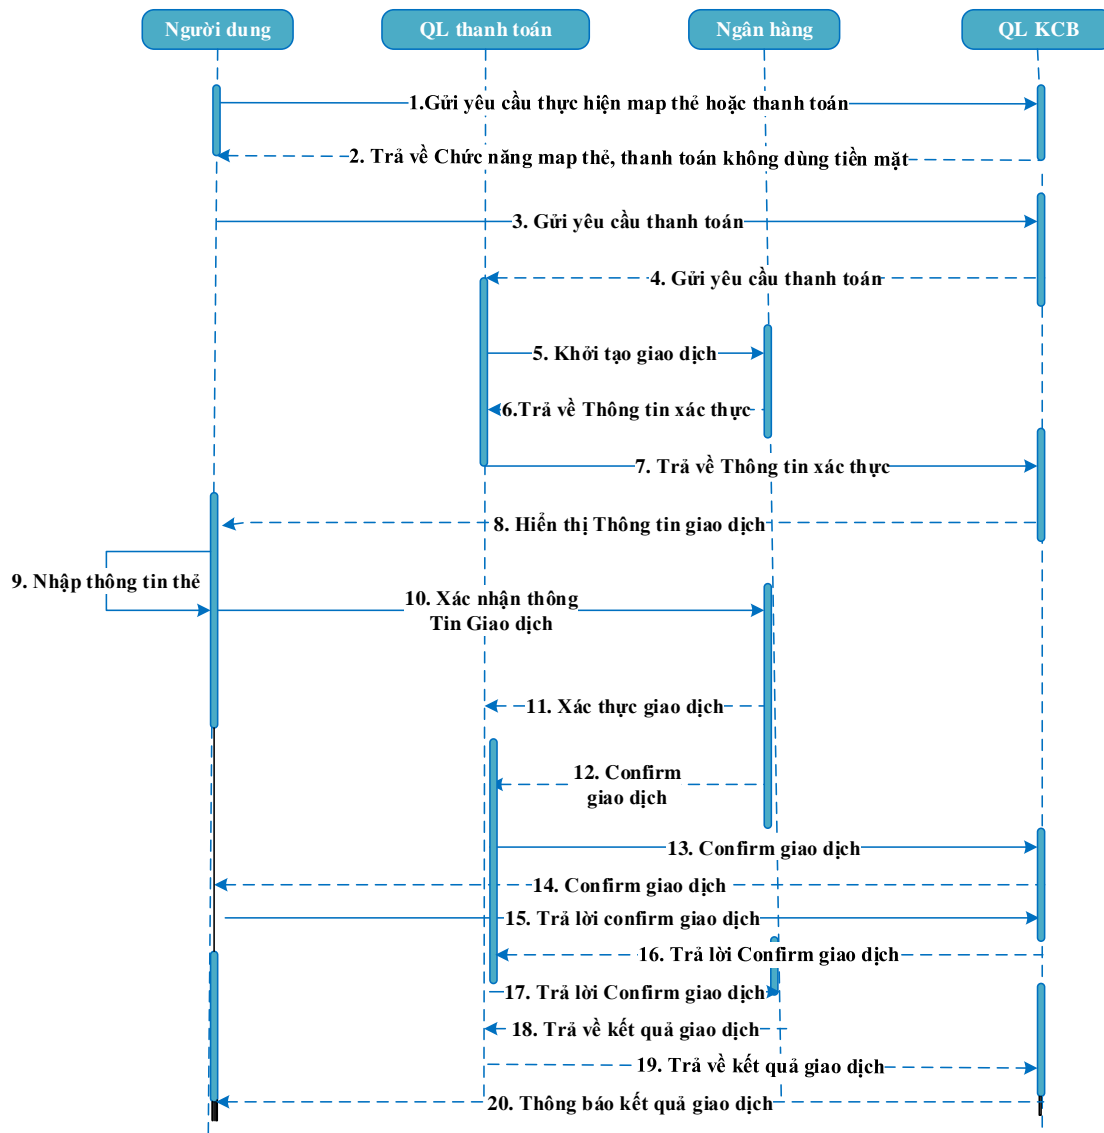 Người dung
QL thanh toán
Ngân hàng
QL KCB
1.Gửi yêu cầu thực hiện map thẻ hoặc thanh toán
2. Trả về Chức năng map thẻ, thanh toán không dùng tiền mặt
3. Gửi yêu cầu thanh toán
4. Gửi yêu cầu thanh toán
5. Khởi tạo giao dịch
6.Trả về Thông tin xác thực
7. Trả về Thông tin xác thực
8. Hiển thị Thông tin giao dịch
9. Nhập thông tin thẻ
10. Xác nhận thông
Tin Giao dịch
11. Xác thực giao dịch
12. Confirm
giao dịch
13. Confirm giao dịch
14. Confirm giao dịch
15. Trả lời confirm giao dịch
16. Trả lời Confirm giao dịch
17. Trả lời Confirm giao dịch
18. Trả về kết quả giao dịch
19. Trả về kết quả giao dịch
20. Thông báo kết quả giao dịch